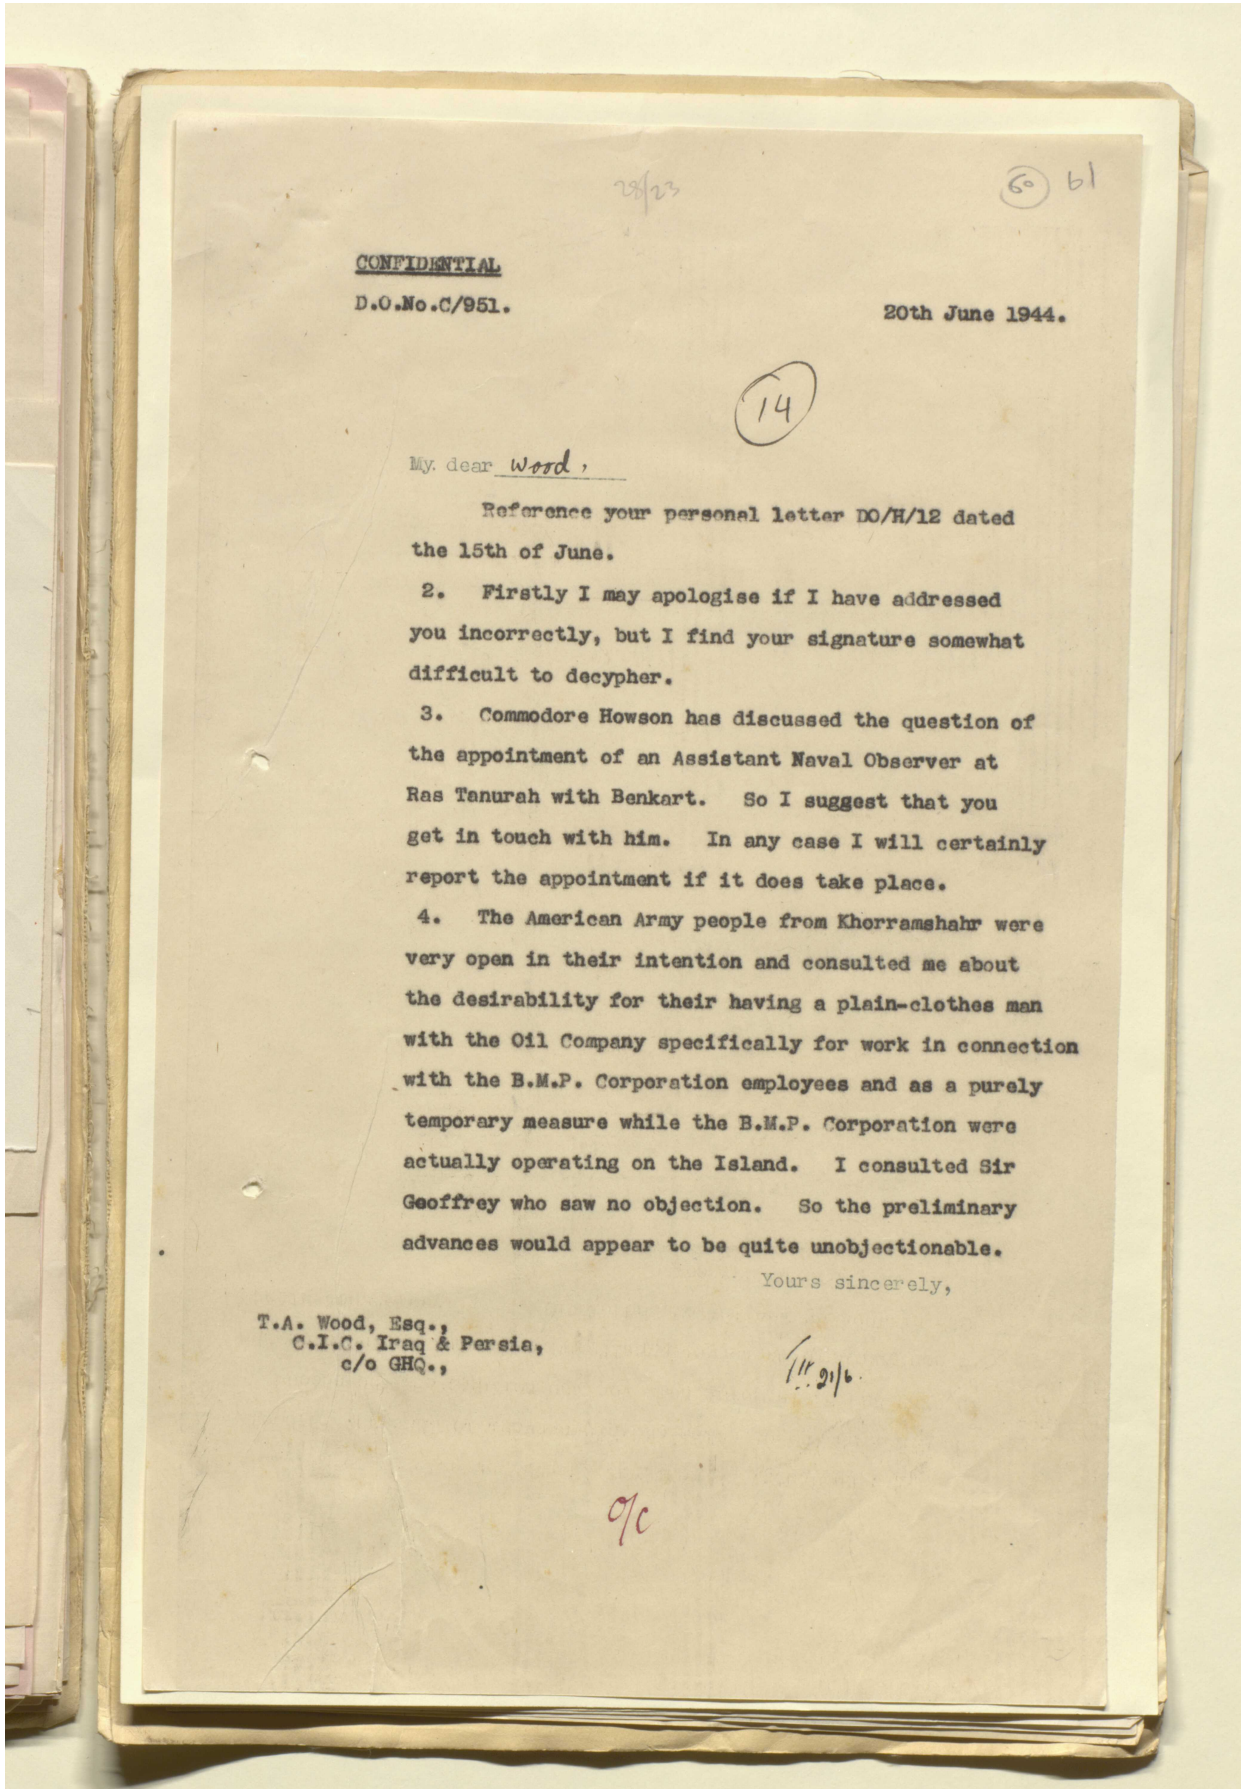 28/23
60 61
CONFIDENTIAL
D.O.No.C/951.
20th June 1944.
14
My dear Wood,
Reference your personal letter DO/H/12 dated
the 15th of June.
2. Firstly I may apologise if I have addressed
you incorrectly, but I find your signature somewhat
difficult to decypher.
3. Commodore Howson has discussed the question of
the appointment of an Assistant Naval Observer at
Ras Tanurah with Benkart. So I suggest that you
get in touch with him. In any case I will certainly
report the appointment if it does take place.
4. The American Army people from Khorramshahr were
very open in their intention and consulted me about
the desirability for their having a plain-clothes man
with the Oil Company specifically for work in connection
with the B.M.P. Corporation employees and as a purely
temporary measure while the B.M.P. Corporation were
actually operating on the Island. I consulted Sir
Geoffrey who saw no objection. So the preliminary
advances would appear to be quite unobjectionable.
Yours sincerely,
T.A. Wood, Esq.,
C.I.C. Iraq & Persia,
c/o GHQ.,
21/6.
O/C